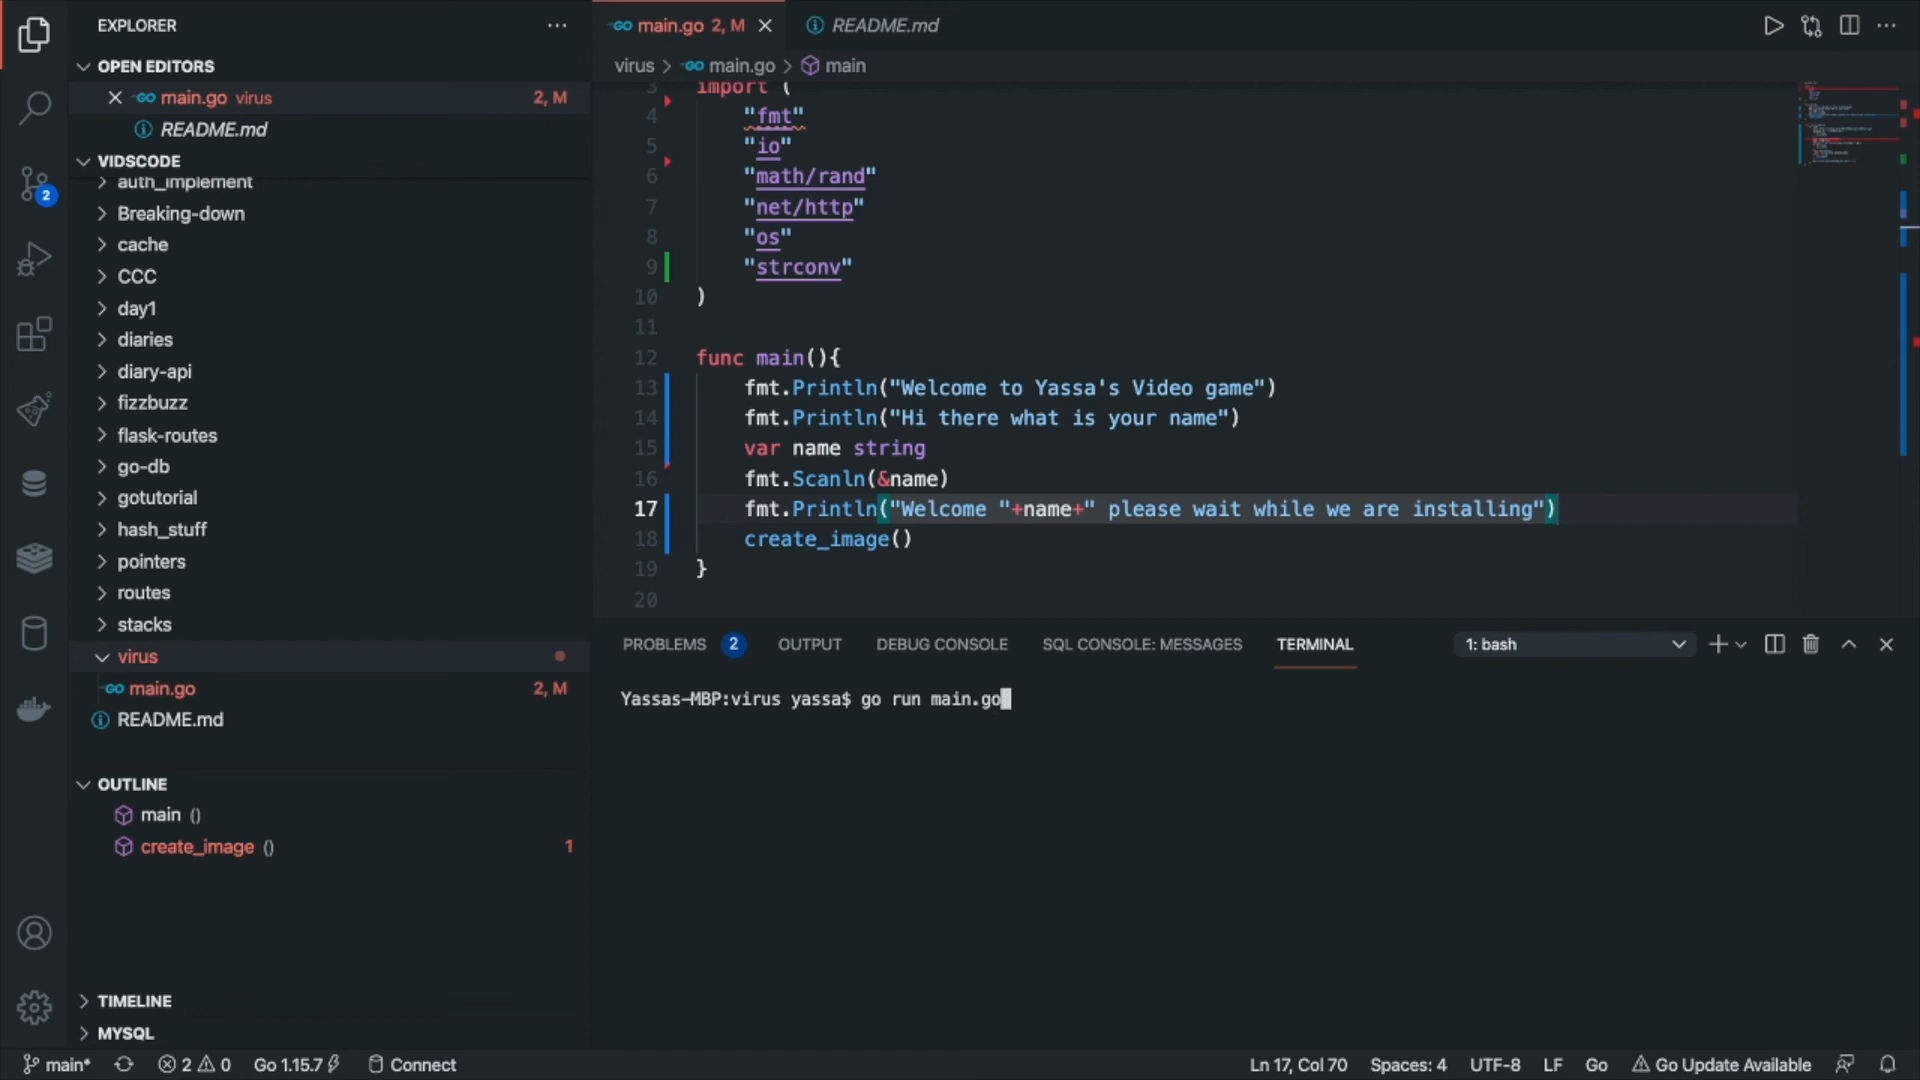 EXPLORER
OPEN EDITORS
main.go virus 2, M
README.md
VIDSCODE
auth_implement
Breaking-down
cache
CCC
day1
diaries
diary-api
fizzbuzz
flask-routes
go-db
gotutorial
hash_stuff
pointers
routes
stacks
virus
main.go 2, M
README.md
OUTLINE
main ()
create_image () 1
TIMELINE
MYSQL
2
main.go 2, M
README.md
virus > main.go > main
3 import (
4 "fmt"
5 "io"
6 "math/rand"
7 "net/http"
8 "os"
9 "strconv"
10 )
11
12 func main(){
13 fmt.Println("Welcome to Yassa's Video game")
14 fmt.Println("Hi there what is your name")
15 var name string
16 fmt.Scanln(&name)
17 fmt.Println("Welcome "+name+" please wait while we are installing")
18 create_image()
19 }
20
PROBLEMS 2 OUTPUT DEBUG CONSOLE SQL CONSOLE: MESSAGES TERMINAL 1: bash
Yassas-MBP:virus yassa$ go run main.go
main* 2 0 Go 1.15.7 Connect Ln 17, Col 70 Spaces: 4 UTF-8 LF Go Go Update Available